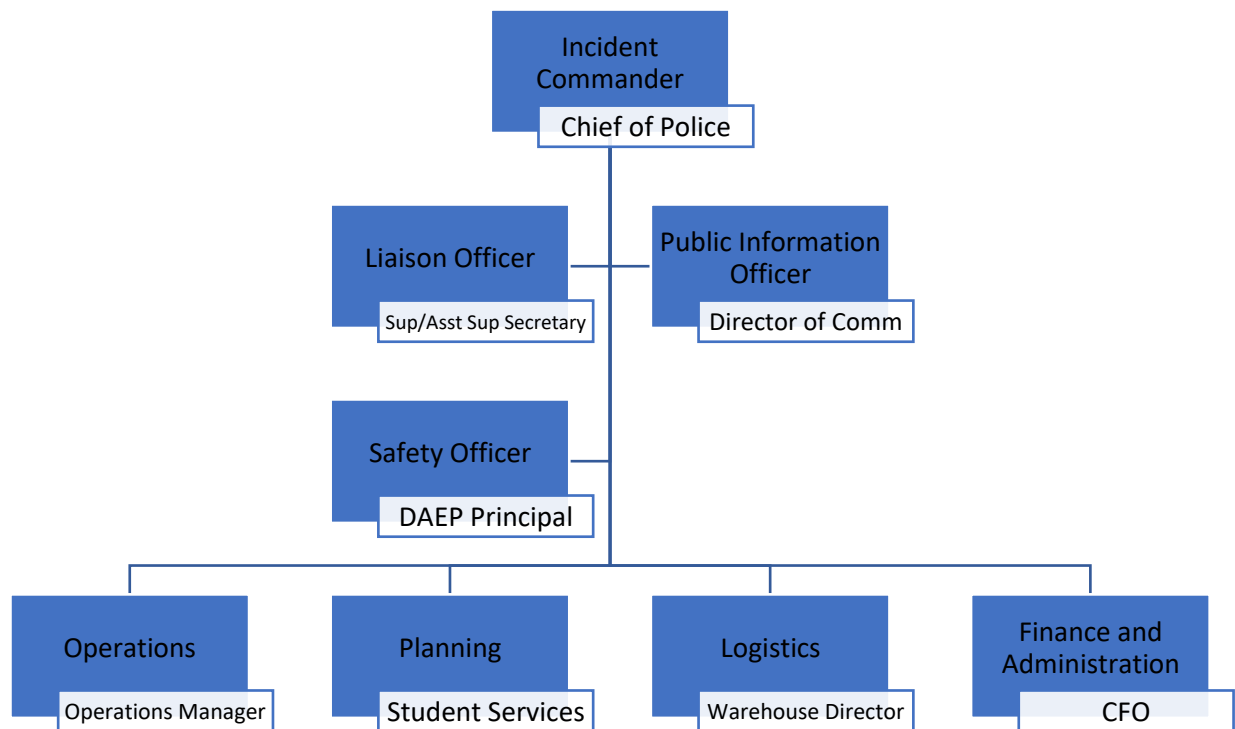 Incident
Commander
Chief of Police
Liaison Officer
Sup/Asst Sup Secretary
Public Information
Officer
Director of Comm
Safety Officer
DAEP Principal
Operations
Operations Manager
Planning
Student Services
Logistics
Warehouse Director
Finance and
Administration
CFO